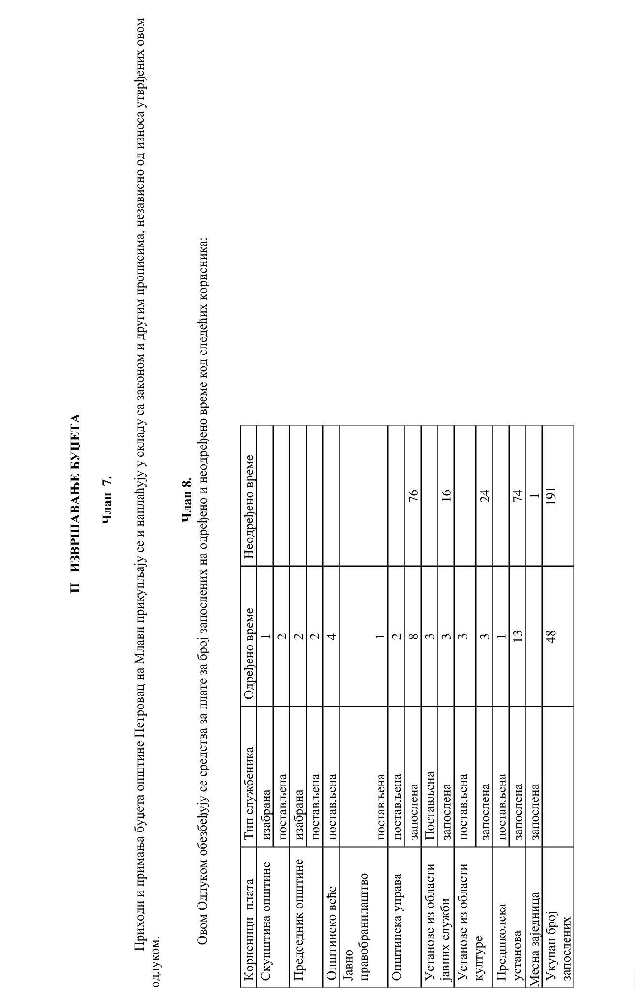 II ИЗВРШАВАЊЕ БУЏЕТА
Члан 7.
Приходи и примања буџета општине Петровац на Млави прикупљају се и наплаћују у складу са законом и другим прописима, независно од износа утврђених овом
одлуком.
Члан 8.
Овом Одлуком обезбеђују се средства за плате за број запослених на одређено и неодређено време код следећих корисника:
Корисници плата Тип службеника Одређено време Неодређено време
Скупштина општине изабрана 1
постављена 2
Председник општине изабрана 2
постављена 2
Општинско веће постављена 4
Јавно
правобранилаштво
постављена 1
Општинска управа постављена 2
запослена 8 76
Установе из области Постављена 3
јавних служби запослена 3 16
Установе из области постављена 3
културе запослена 3 24
Предшколска постављена 1
установа запослена 13 74
Месна заједница запослена 1
Укупан број 48 191
запослених